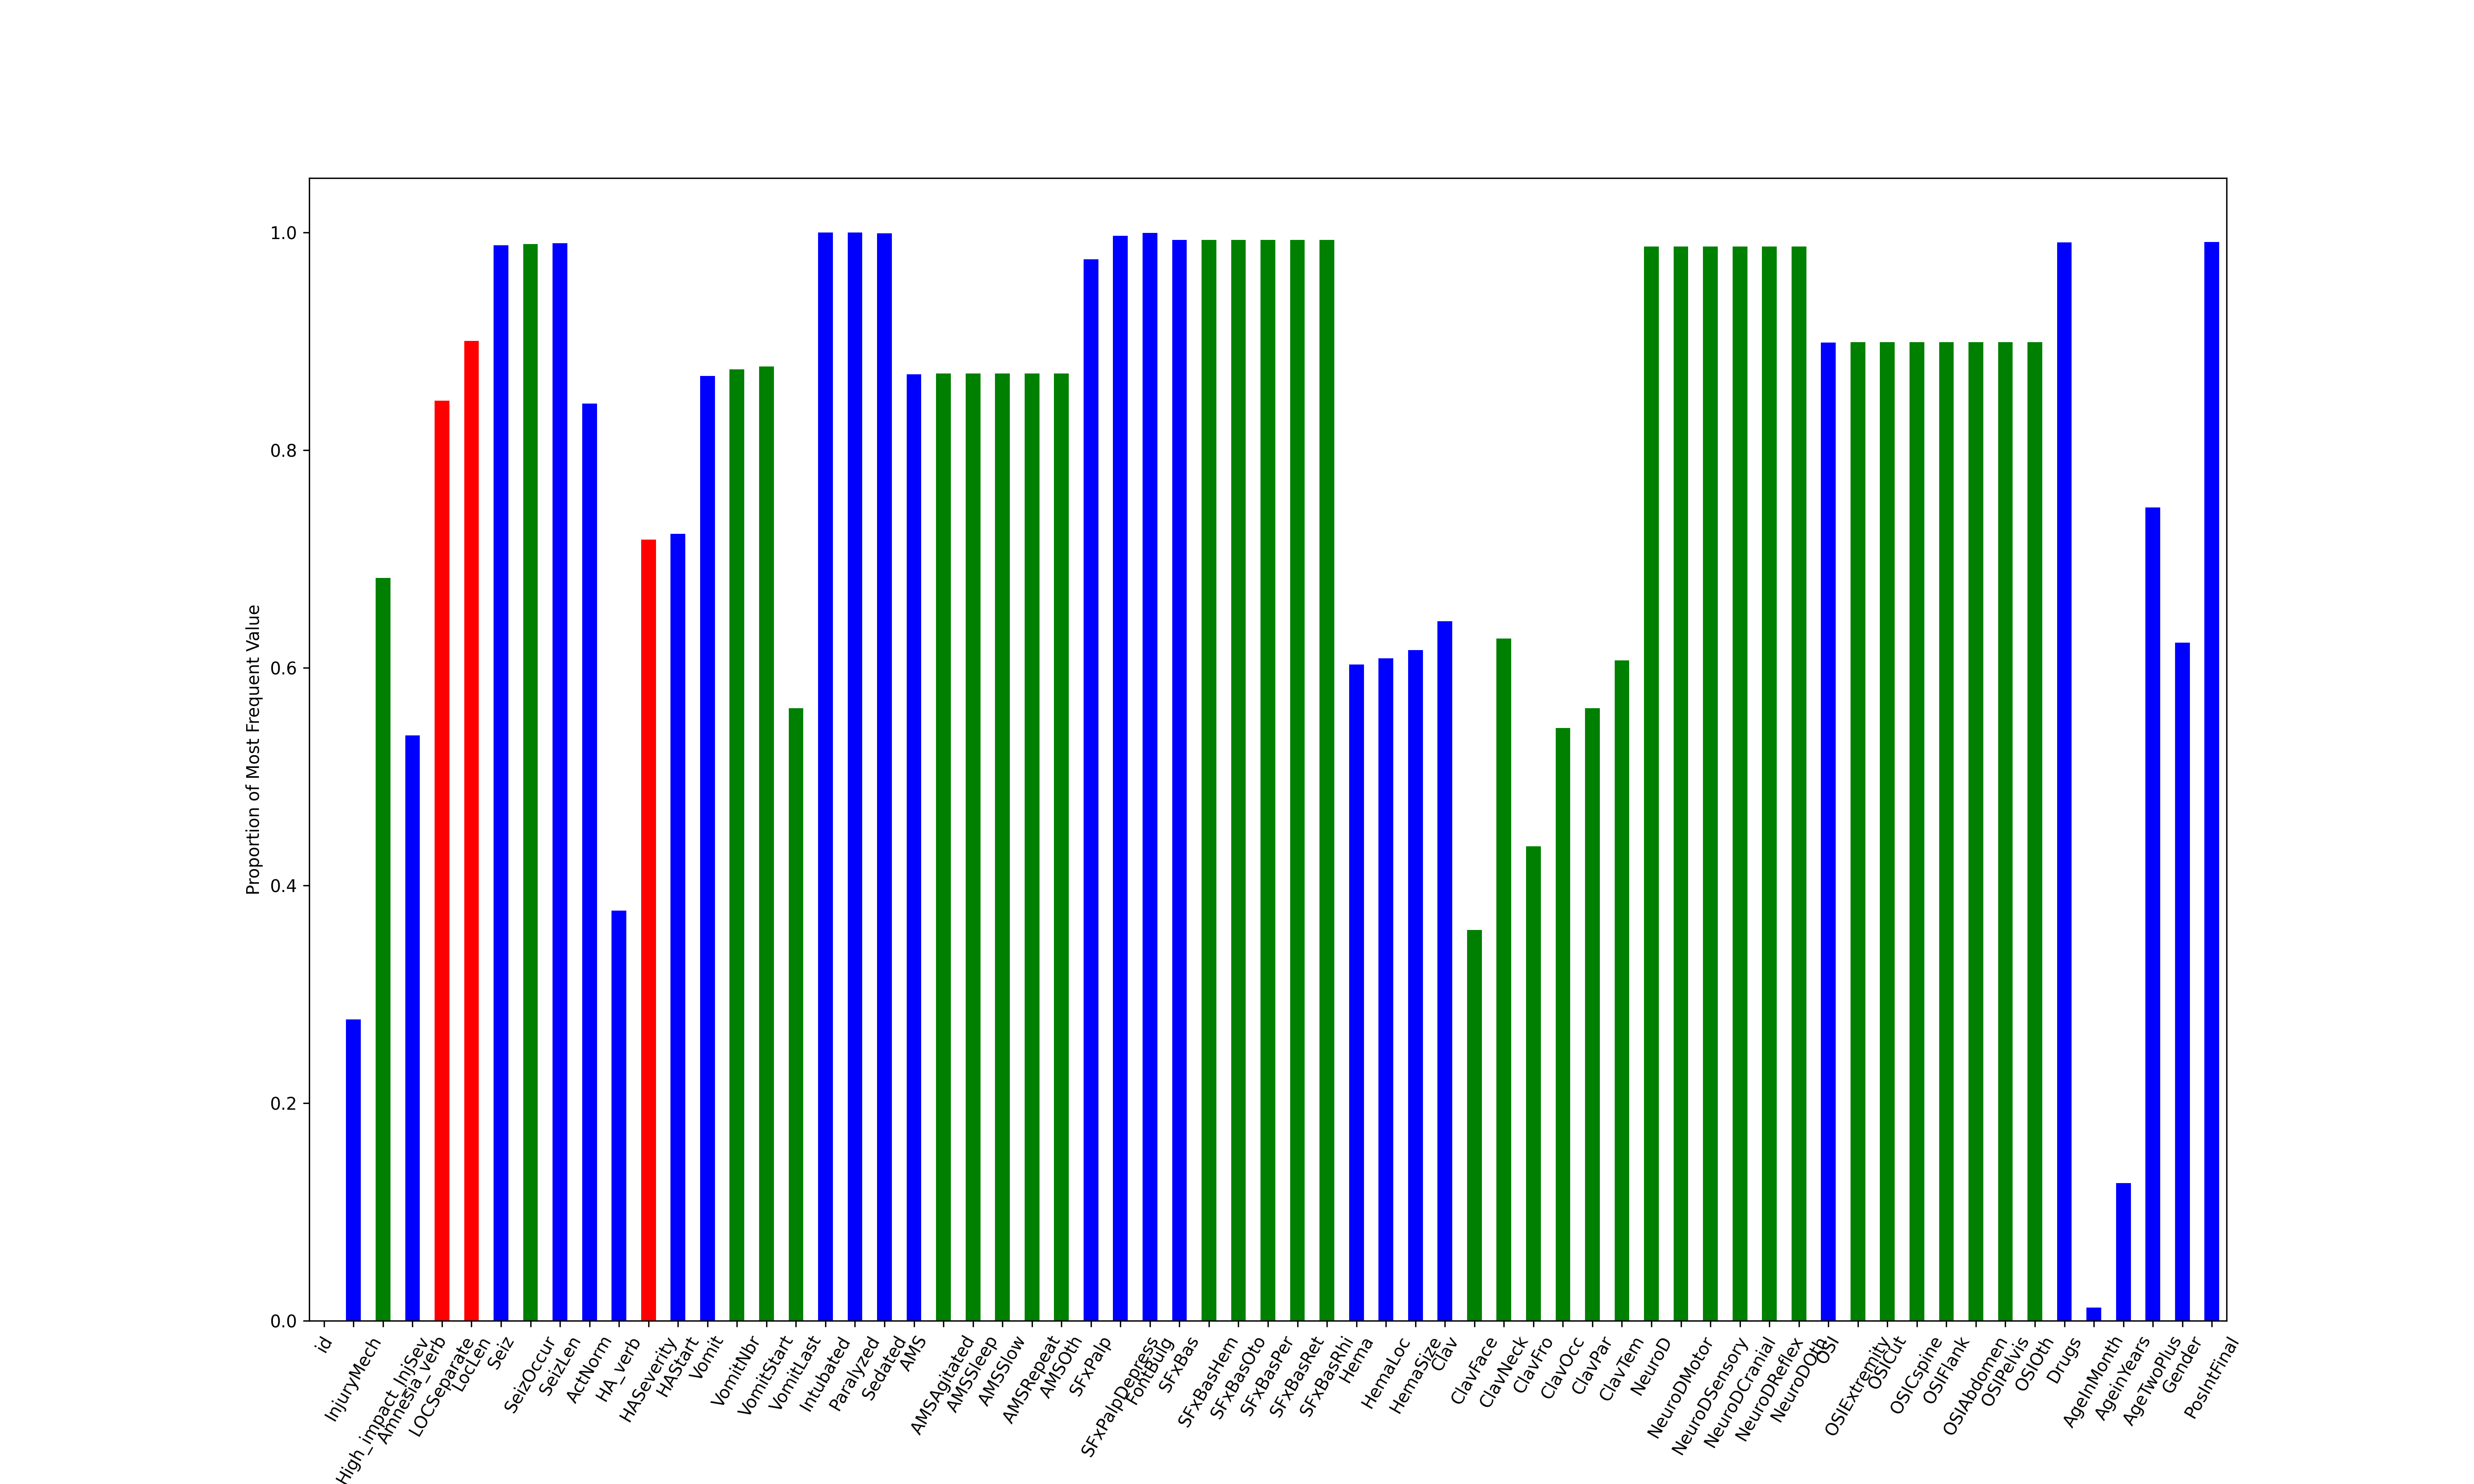 Proportion of Most Frequent Value
1.0
0.8
0.6
0.4
0.2
0.0
id
InjuryMech
High_impact_InjSev
Amnesia_verb
LOCSeparate
LocLen
Seiz
SeizOccur
SeizLen
ActNorm
HA_verb
HASeverity
HAStart
Vomit
VomitNbr
VomitStart
VomitLast
Intubated
Paralyzed
Sedated
AMS
AMSAgitated
AMSSleep
AMSSlow
AMSRepeat
AMSOth
SFxPalp
SFxPalpDepress
FontBulg
SFxBas
SFxBasHem
SFxBasOto
SFxBasPer
SFxBasRet
SFxBasRhi
Hema
HemaLoc
HemaSize
Clav
ClavFace
ClavNeck
ClavFro
ClavOcc
ClavPar
ClavTem
NeuroD
NeuroDMotor
NeuroDSensory
NeuroDCranial
NeuroDReflex
NeuroDOth
OSI
OSIExtremity
OSICut
OSICspine
OSIFlank
OSIAbdomen
OSIPelvis
OSIOth
Drugs
AgeInMonth
AgeinYears
AgeTwoPlus
Gender
PosIntFinal